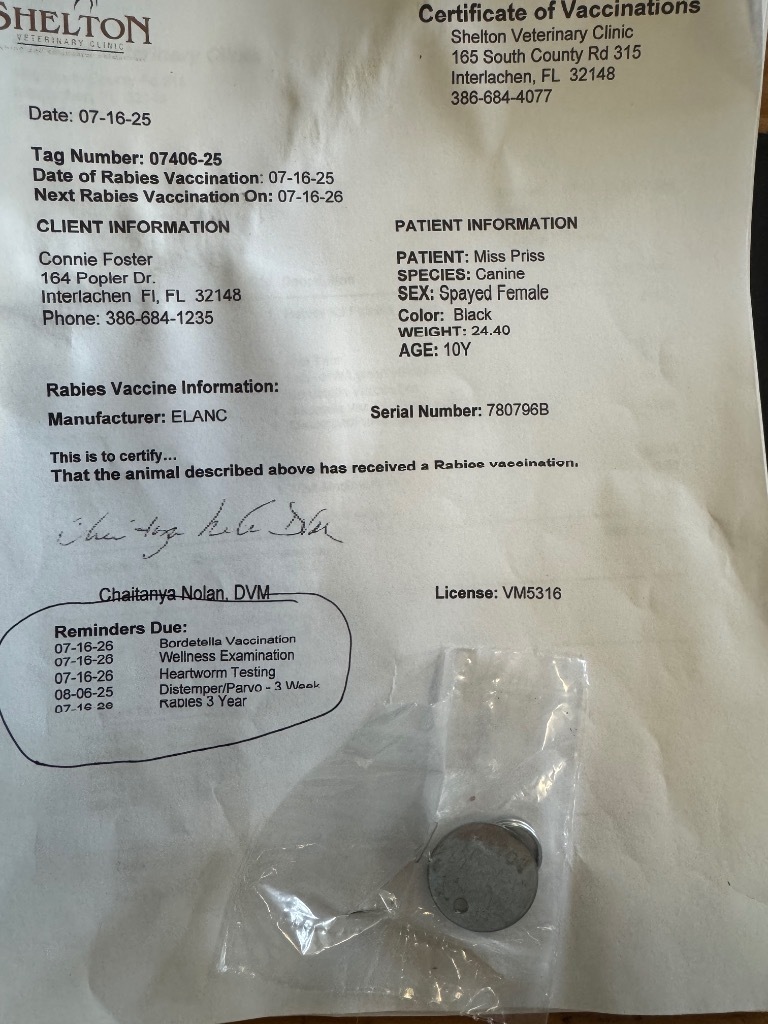 SHELTON
VETERINARY CLINIC
Certificate of Vaccinations
Shelton Veterinary Clinic
165 South County Rd 315
Interlachen, FL 32148
386-684-4077
Date: 07-16-25
Tag Number: 07406-25
Date of Rabies Vaccination: 07-16-25
Next Rabies Vaccination On: 07-16-26
CLIENT INFORMATION
Connie Foster
164 Popler Dr.
Interlachen Fl, FL 32148
Phone: 386-684-1235
PATIENT INFORMATION
PATIENT: Miss Priss
SPECIES: Canine
SEX: Spayed Female
Color: Black
WEIGHT: 24.40
AGE: 10Y
Rabies Vaccine Information:
Manufacturer: ELANC
Serial Number: 780796B
This is to certify...
That the animal described above has received a Rabies vaccination.
Chaitanya Nolan, DVM
License: VM5316
Reminders Due:
07-16-26 Bordetella Vaccination
07-16-26 Wellness Examination
07-16-26 Heartworm Testing
08-06-25 Distemper/Parvo - 3 Week
07-16-26 Rabies 3 Year